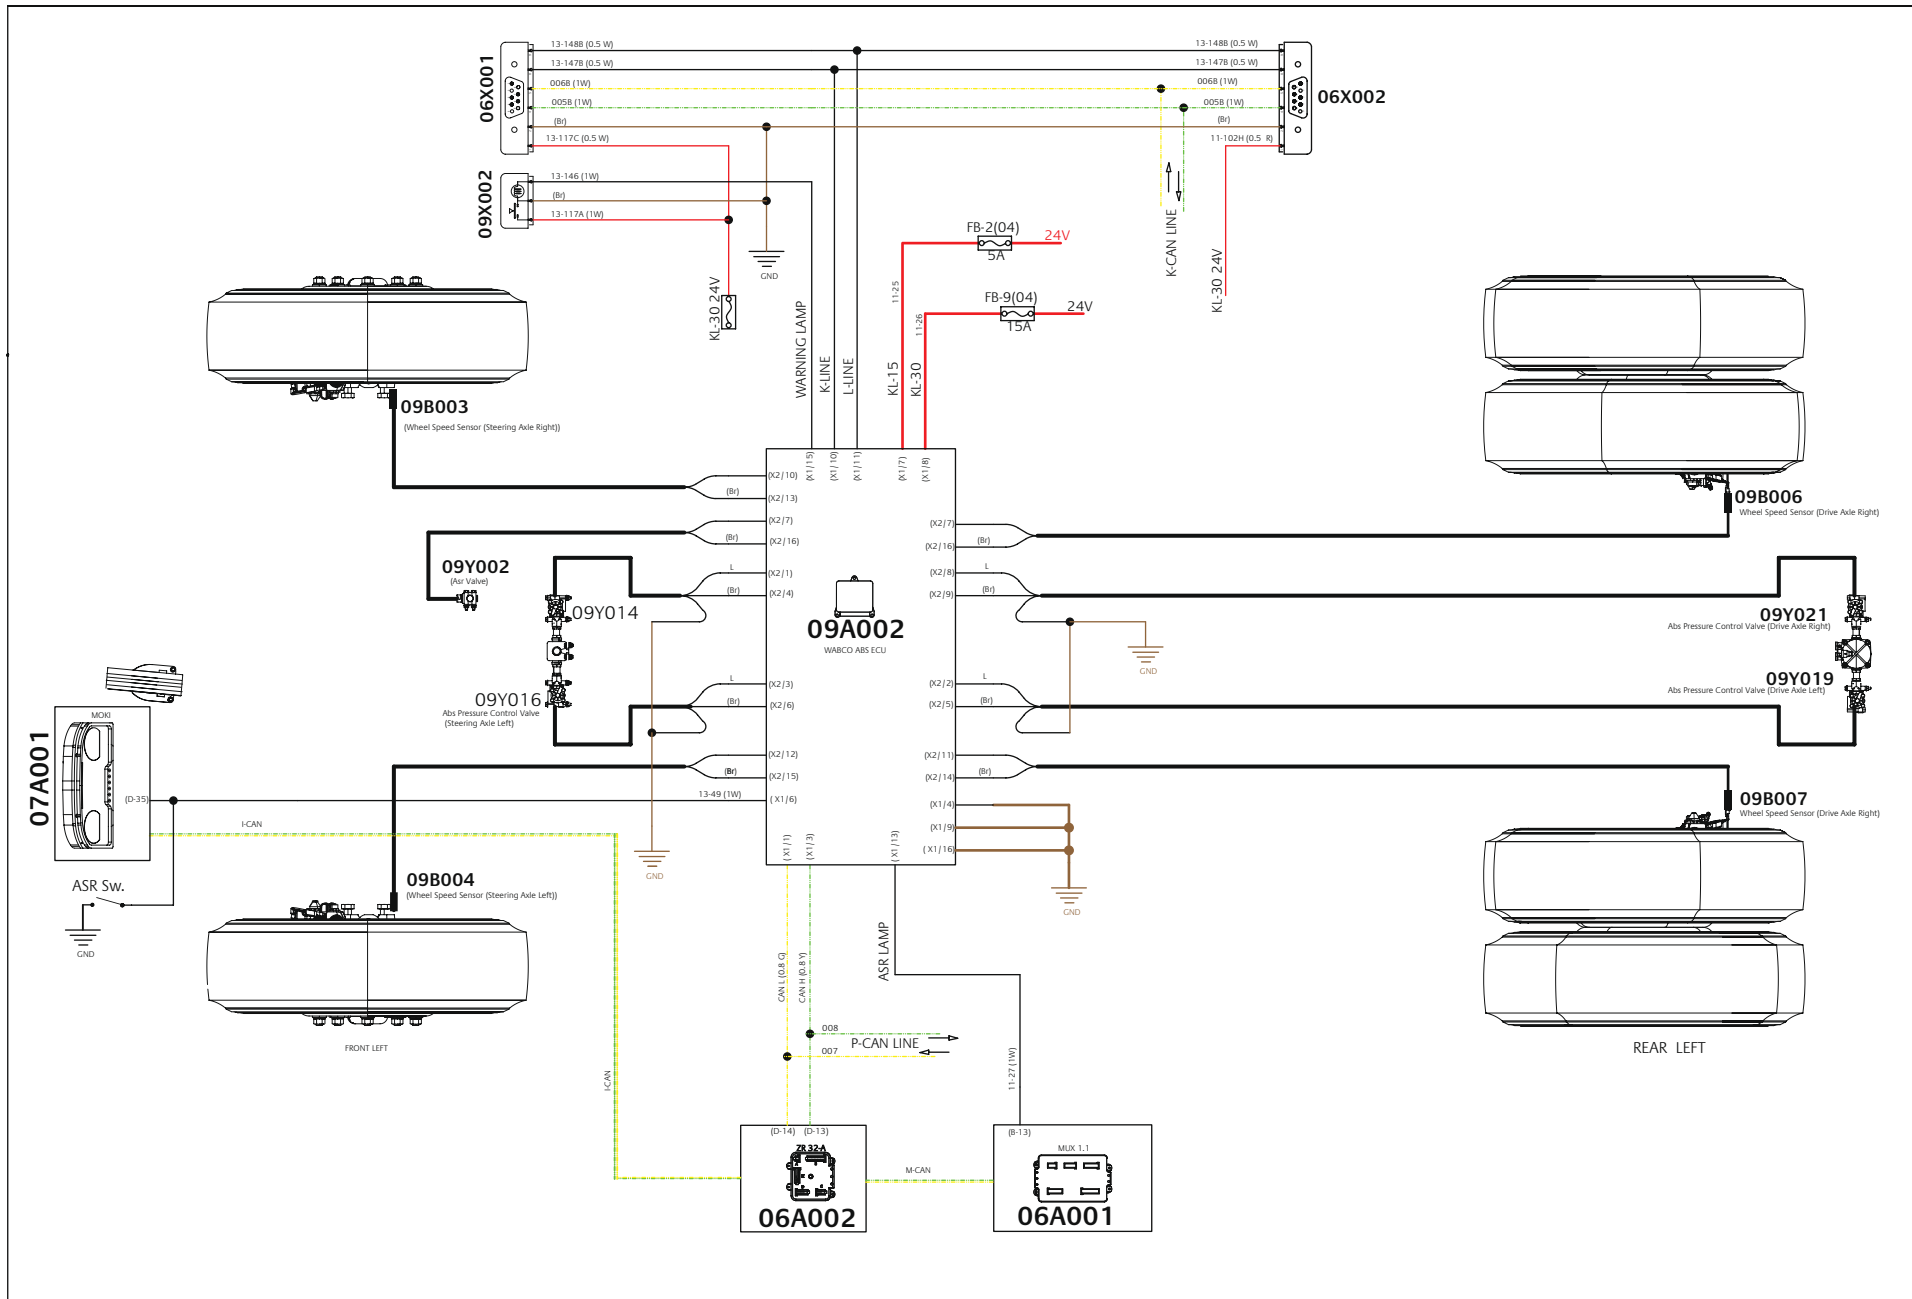 06X001
13-148B (0.5 W)
13-147B (0.5 W)
006B (1W)
005B (1W)
(Br)
13-117C (0.5 W)
13-148B (0.5 W)
13-147B (0.5 W)
006B (1W)
005B (1W)
(Br)
11-102H (0.5 R)
06X002
09X002
13-146 (1W)
(Br)
13-117A (1W)
GND
KL-30 24V
K-CAN LINE
KL-30 24V
FB-2(04)
5A
24V
FB-9(04)
15A
24V
11-25
11-26
WARNING LAMP
K-LINE
L-LINE
KL-15
KL-30
09B003
(Wheel Speed Sensor (Steering Axle Right))
09B006
Wheel Speed Sensor (Drive Axle Right)
(X1/15)
(X1/10)
(X1/11)
(X1/7)
(X1/8)
(X2/10)
(Br)
(X2/13)
(X2/7)
(Br)
(X2/16)
L
(X2/1)
(Br)
(X2/4)
L
(X2/3)
(Br)
(X2/6)
(X2/12)
(Br)
(X2/15)
13-49 (1W)
(X1/6)
(X2/7)
(X2/16)
(Br)
(X2/8)
L
(X2/9)
(Br)
(X2/2)
L
(X2/5)
(Br)
(X2/11)
(X2/14)
(Br)
(X1/4)
(X1/9)
(X1/16)
(X1/1)
(X1/3)
(X1/13)
09A002
WABCO ABS ECU
09Y002
(Asr Valve)
09Y014
09Y016
Abs Pressure Control Valve
(Steering Axle Left)
GND
GND
GND
09Y021
Abs Pressure Control Valve (Drive Axle Right)
09Y019
Abs Pressure Control Valve (Drive Axle Left)
09B007
Wheel Speed Sensor (Drive Axle Right)
07A001
MOKI
(D-35)
I-CAN
ASR Sw.
GND
09B004
(Wheel Speed Sensor (Steering Axle Left))
FRONT LEFT
REAR LEFT
I-CAN
CAN L (0.8 G)
CAN H (0.8 Y)
ASR LAMP
008
P-CAN LINE
007
11-27 (1W)
(D-14)
(D-13)
ZR 32-A
06A002
M-CAN
(B-13)
MUX 1.1
06A001